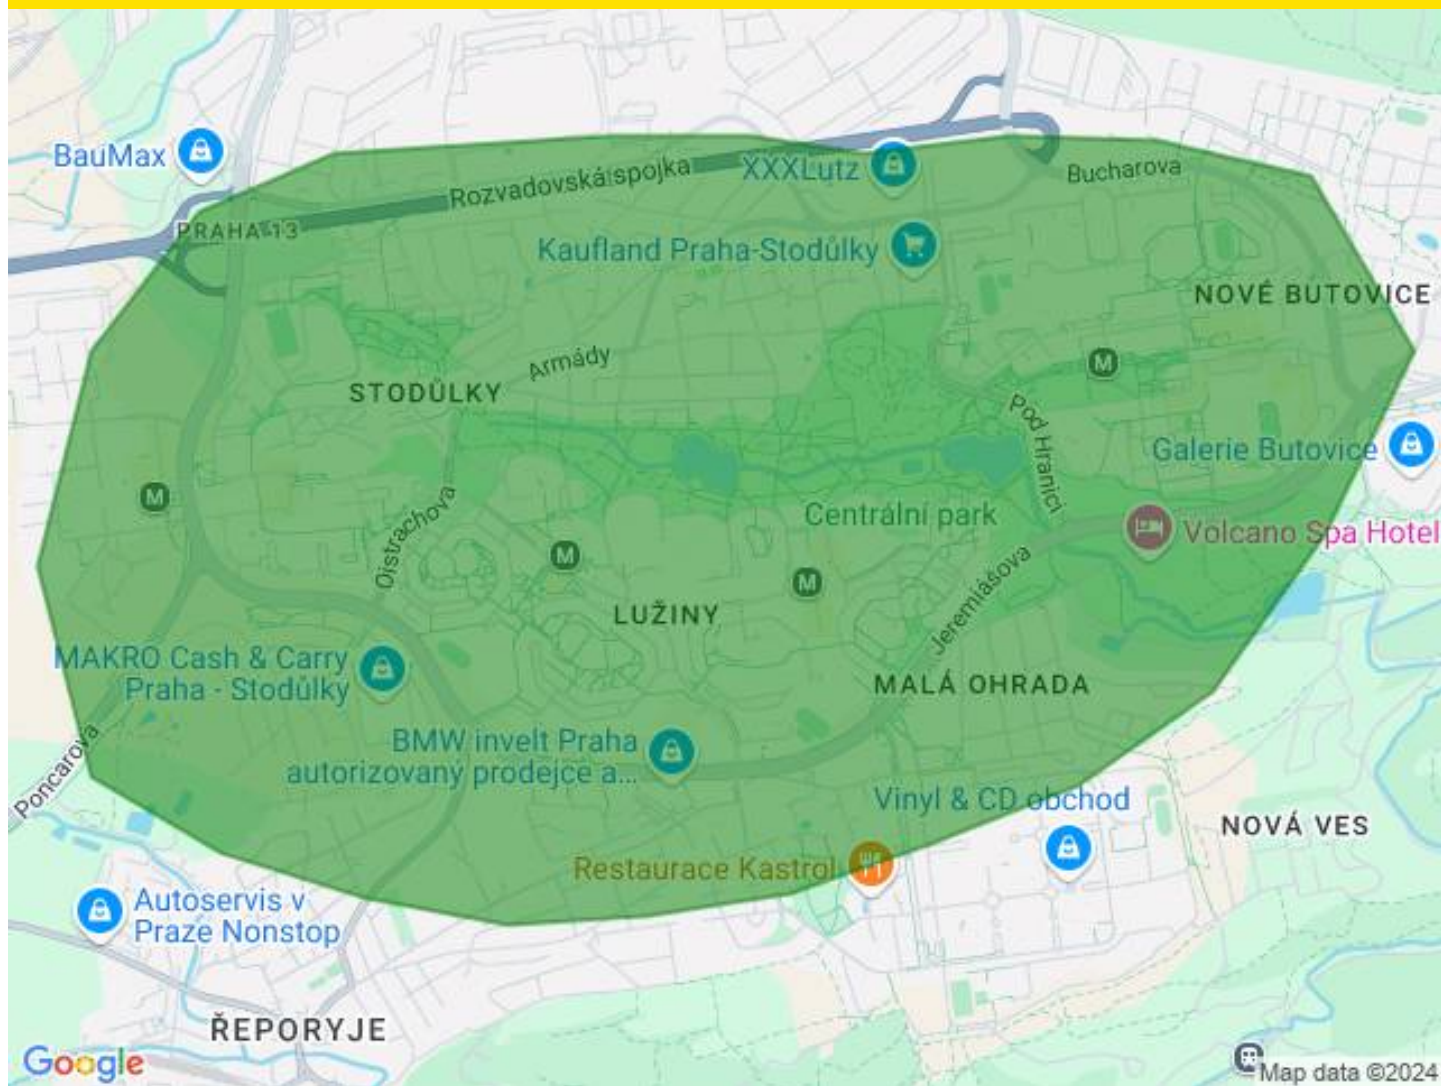 BauMax
Rozvadovská spojka
XXXLutz
Bucharova
PRAHA 13
Kaufland Praha-Stodůlky
NOVÉ BUTOVICE
Armády
STODŮLKY
M
Pod Hranicí
Galerie Butovice
M
Ojstrachova
Centrální park
Volcano Spa Hotel
M
M
Jeremiášova
LUŽINY
MAKRO Cash & Carry
Praha - Stodůlky
MALÁ OHRADA
Poncarova
BMW invelt Praha
autorizovaný prodejce a...
Vinyl & CD obchod
NOVÁ VES
Restaurace Kastrol
Autoservis v
Praze Nonstop
ŘEPORYJE
Google
Map data ©2024